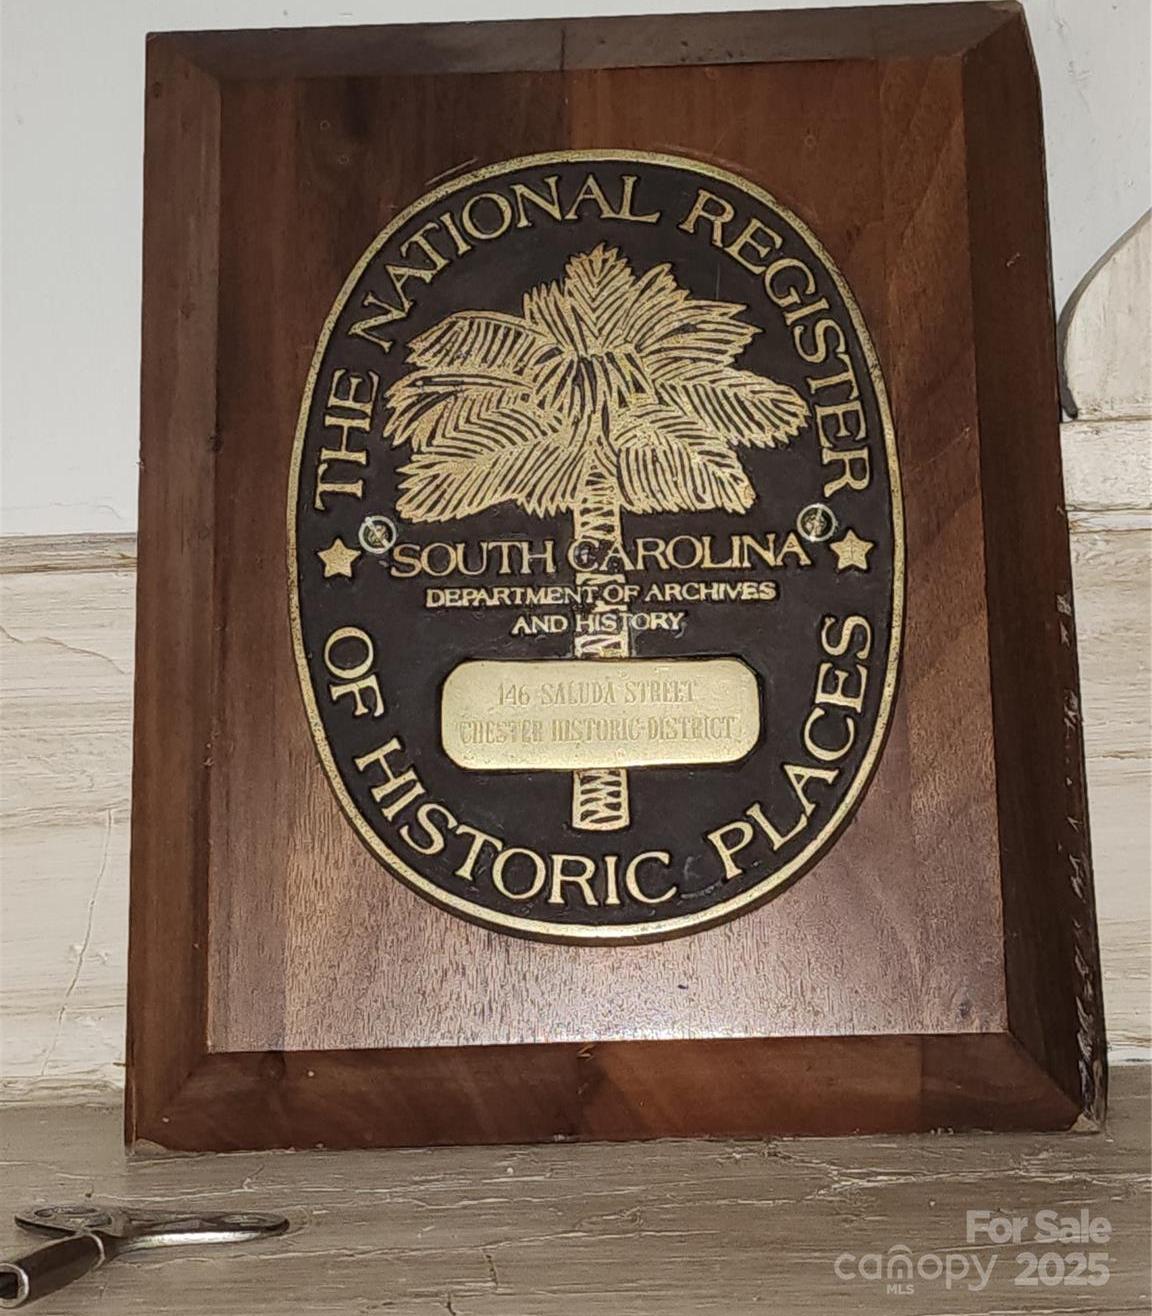 THE NATIONAL REGISTER
SOUTH CAROLINA
DEPARTMENT OF ARCHIVES
AND HISTORY
146 SALUDA STREET
CHESTER HISTORIC DISTRICT
OF HISTORIC PLACES
For Sale
canopy 2025
MLS